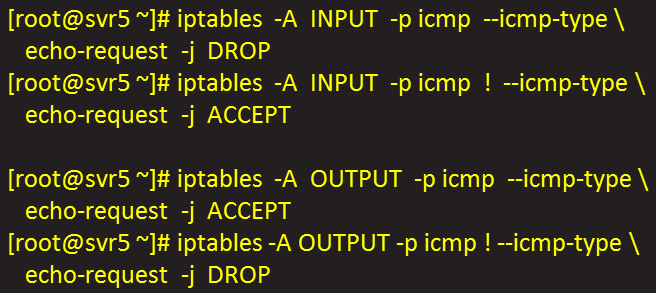 [root@svr5 ~]# iptables -A INPUT -p icmp --icmp-type \
echo-request -j DROP
[root@svr5 ~]# iptables -A INPUT -p icmp ! --icmp-type \
echo-request -j ACCEPT
[root@svr5 ~]# iptables -A OUTPUT -p icmp --icmp-type \
echo-request -j ACCEPT
[root@svr5 ~]# iptables -A OUTPUT -p icmp ! --icmp-type \
echo-request -j DROP